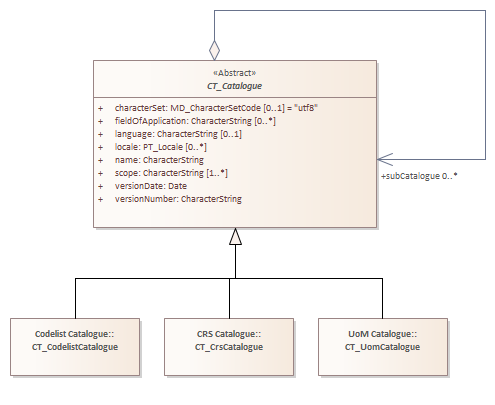 «Abstract»
CT_Catalogue
+ characterSet: MD_CharacterSetCode [0..1] = "utf8"
+ fieldOfApplication: CharacterString [0..*]
+ language: CharacterString [0..1]
+ locale: PT_Locale [0..*]
+ name: CharacterString
+ scope: CharacterString [1..*]
+ versionDate: Date
+ versionNumber: CharacterString
+subCatalogue 0..*
Codelist Catalogue::
CT_CodelistCatalogue
CRS Catalogue::
CT_CrsCatalogue
UoM Catalogue::
CT_UomCatalogue